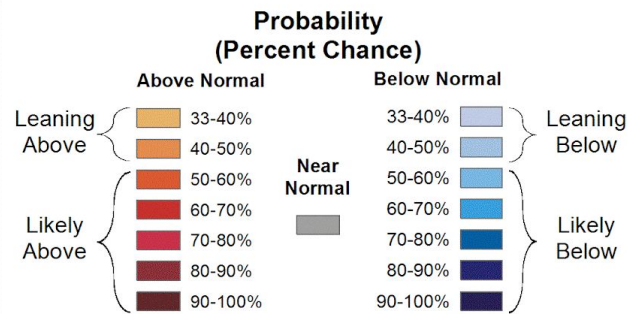 Probability
(Percent Chance)
Above Normal
Below Normal
Leaning
Above
33-40%
40-50%
Likely
Above
50-60%
60-70%
70-80%
80-90%
90-100%
Near
Normal
33-40%
40-50%
Leaning
Below
50-60%
60-70%
70-80%
80-90%
90-100%
Likely
Below